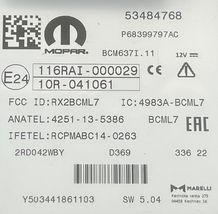 53484768
P68399797AC
MOPAR®
BCM637I.11 12V
E24
116RAI-000029
10R-041061
FCC ID:RX2BCML7 IC:4983A-BCML7
ANATEL: 4251-13-5386 BCML7
IFETEL:RCPMABC14-0263
2RD042WBY D369 336 22
MARELLI
Y503441861103 SW 5.04